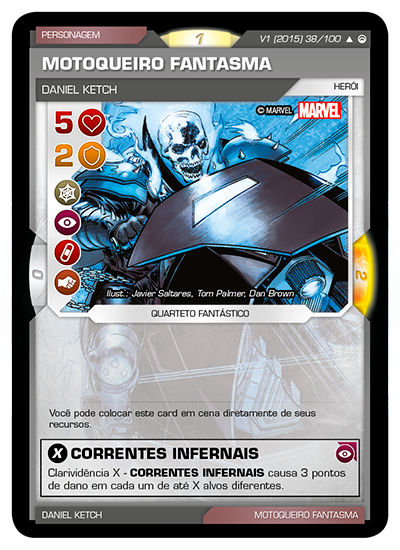 PERSONAGEM
1
V1 (2015) 38/100
MOTOQUEIRO FANTASMA
DANIEL KETCH
HERÓI
5
© MARVEL MARVEL
2
0
2
Ilust.: Javier Saltares, Tom Palmer, Dan Brown
QUARTETO FANTÁSTICO
Você pode colocar este card em cena diretamente de seus
recursos.
X CORRENTES INFERNAIS
Clarividência X - CORRENTES INFERNAIS causa 3 pontos
de dano em cada um de até X alvos diferentes.
DANIEL KETCH
MOTOQUEIRO FANTASMA